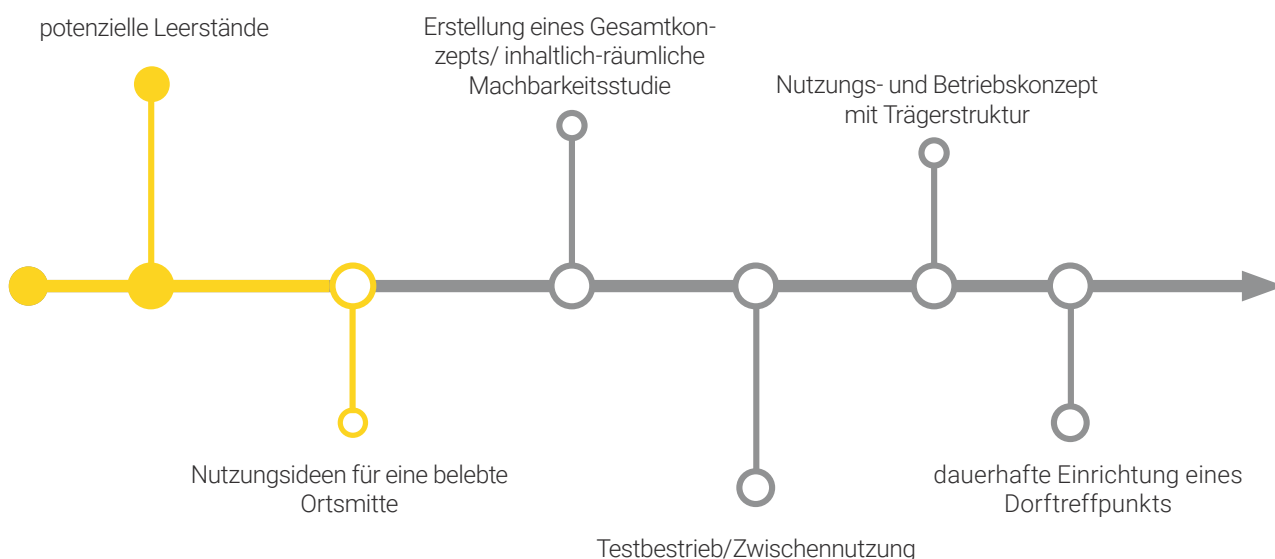 potenzielle Leerstände
Erstellung eines Gesamtkon-
zepts/ inhaltlich-räumliche
Machbarkeitsstudie
Nutzungs- und Betriebskonzept
mit Trägerstruktur
Nutzungsideen für eine belebte
Ortsmitte
dauerhafte Einrichtung eines
Dorftreffpunkts
Testbestrieb/Zwischennutzung